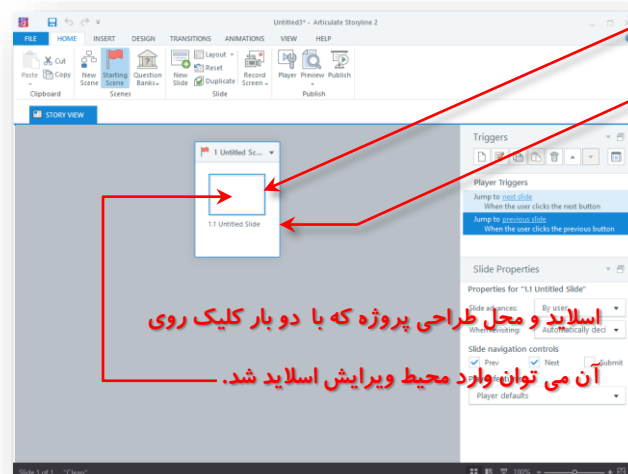 Untitled3* - Articulate Storyline 2
FILE HOME INSERT DESIGN TRANSITIONS ANIMATIONS VIEW HELP
Paste Cut Copy
Clipboard
New Scene Starting Scene Question Banks
Scenes
New Slide Layout Reset Duplicate Record Screen
Slide
Player Preview Publish
Publish
STORY VIEW
1 Untitled Sc...
1.1 Untitled Slide
Triggers
Player Triggers
Jump to next slide
When the user clicks the next button
Jump to previous slide
When the user clicks the previous button
Slide Properties
Properties for "1.1 Untitled Slide"
Slide advances: By user
When revisiting: Automatically deci
اسلاید و محل طراحی پروژه که با دو بار کلیک روی
Slide navigation controls
Prev Next Submit
آن می توان وارد محیط ویرایش اسلاید شد.
Player features
Player defaults
Slide 1 of 1 "Clean" 100%